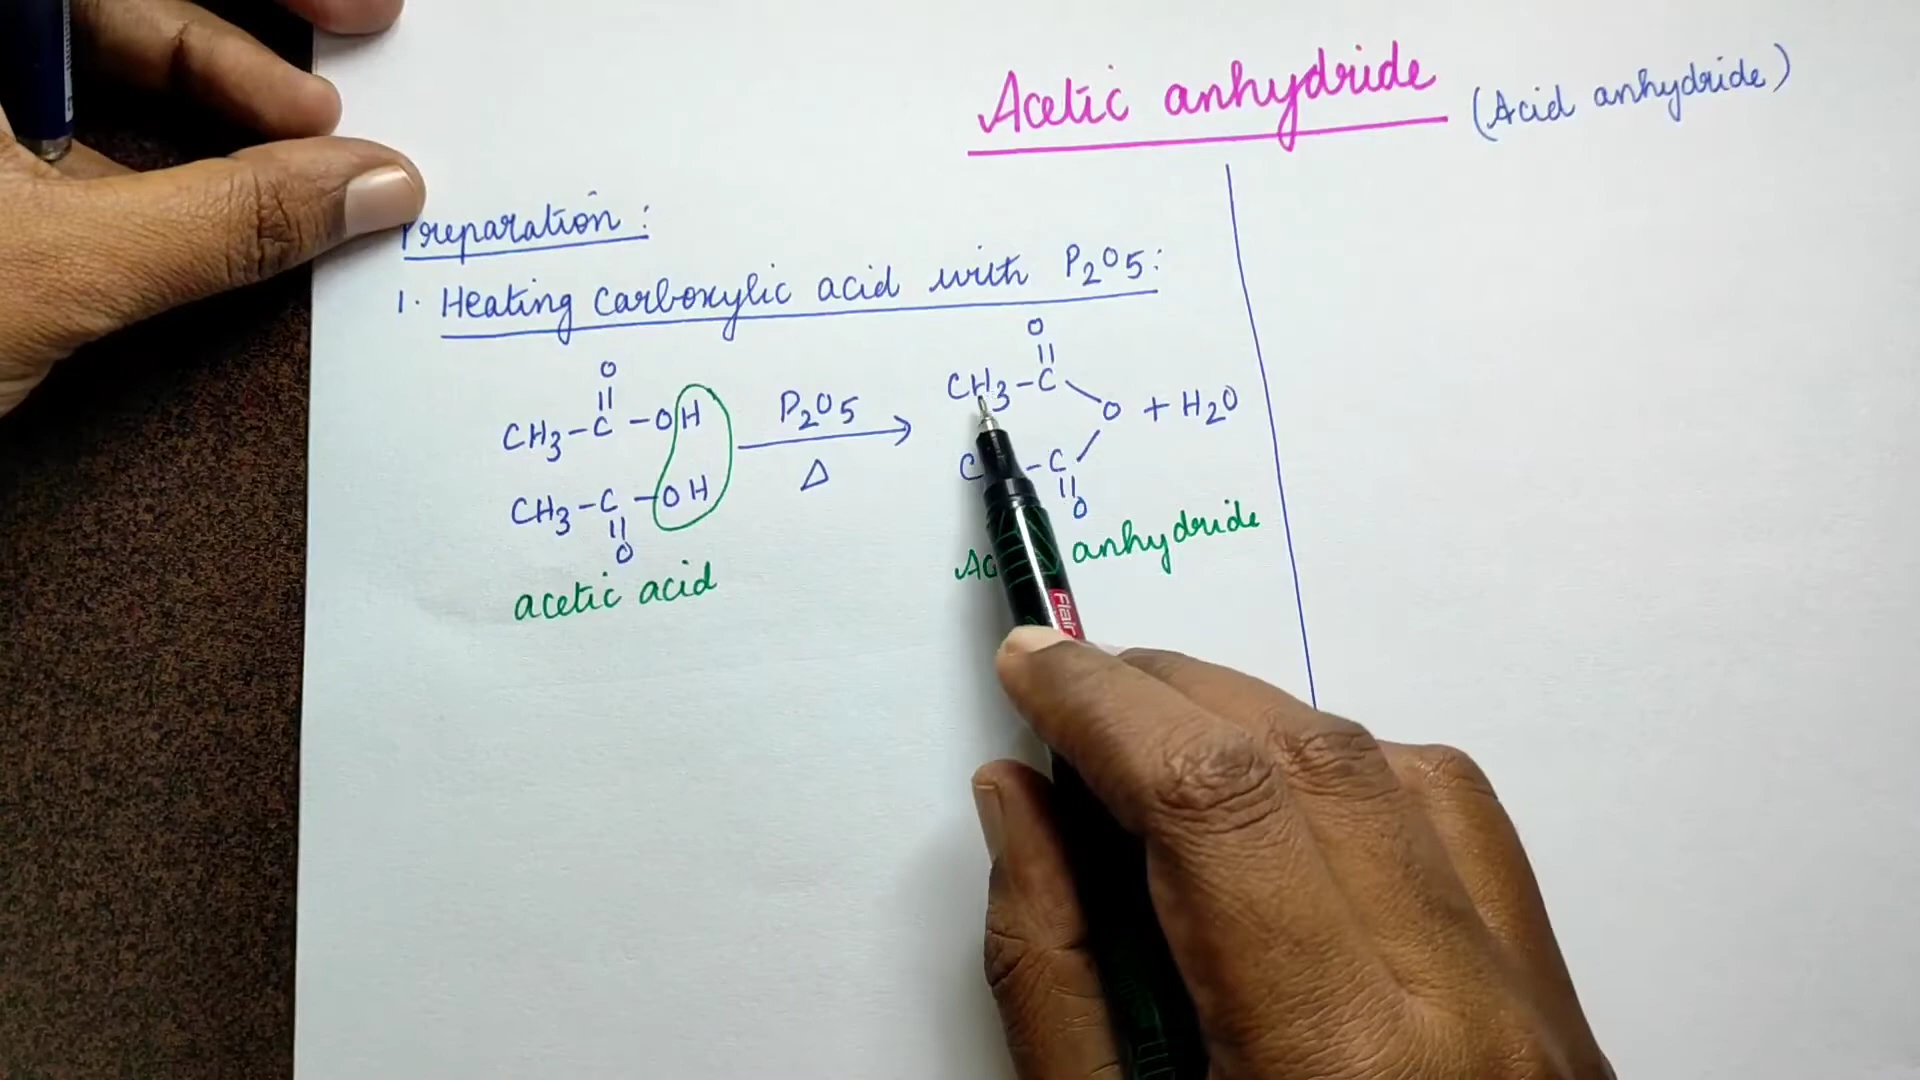 Acetic anhydride (Acid anhydride)
Preparation:
1. Heating carboxylic acid with P2O5:
O
||
CH3-C-OH
CH3-C-OH
||
O
acetic acid
P2O5
Δ
O
||
CH3-C
O + H2O
-C
||
O
anhydride
Flair